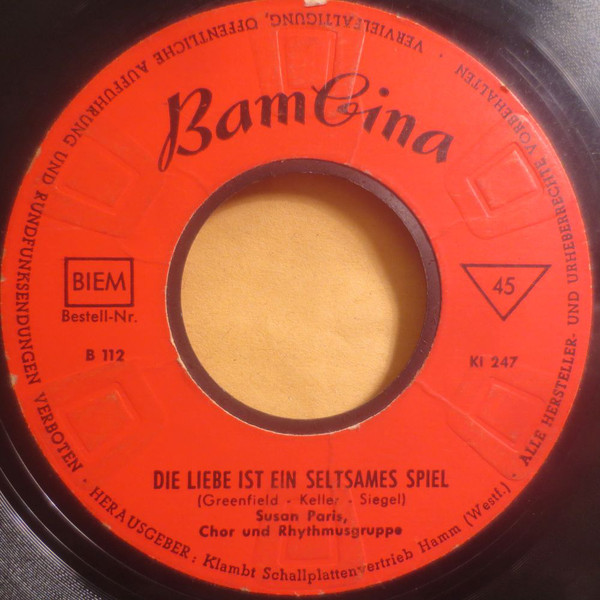 BamBina
BIEM
Bestell-Nr.
B 112
45
KI 247
DIE LIEBE IST EIN SELTSAMES SPIEL
(Greenfield - Keller - Siegel)
Susan Paris,
Chor und Rhythmusgruppe
HERAUSGEBER : Klambt Schallplattenvertrieb Hamm (Westf.) · ALLE HERSTELLER- UND URHEBERRECHTE VORBEHALTEN · VERVIELFÄLTIGUNG, ÖFFENTLICHE AUFFÜHRUNG UND RUNDFUNKSENDUNGEN VERBOTEN ·